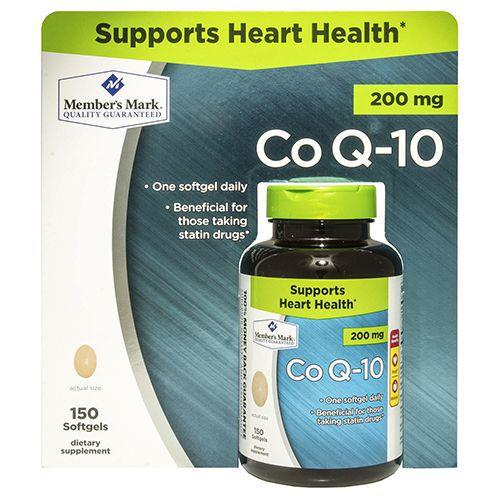 Supports Heart Health*
Member's Mark®
QUALITY GUARANTEED
200 mg
Co Q-10
• One softgel daily
• Beneficial for
those taking
statin drugs*
actual size
150
Softgels
dietary
supplement
Supports
Heart Health*
Member's Mark®
QUALITY GUARANTEED
200 mg
Co Q-10
• One softgel daily
• Beneficial for those
taking statin drugs*
actual size
150
Softgels
dietary supplement
100% MONEY BACK GUARANTEE